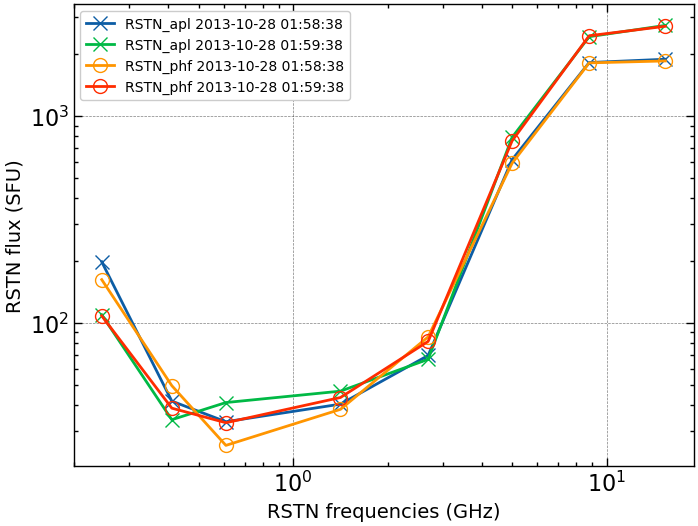 RSTN_apl 2013-10-28 01:58:38
RSTN_apl 2013-10-28 01:59:38
RSTN_phf 2013-10-28 01:58:38
RSTN_phf 2013-10-28 01:59:38
10³
10²
RSTN flux (SFU)
10⁰
10¹
RSTN frequencies (GHz)